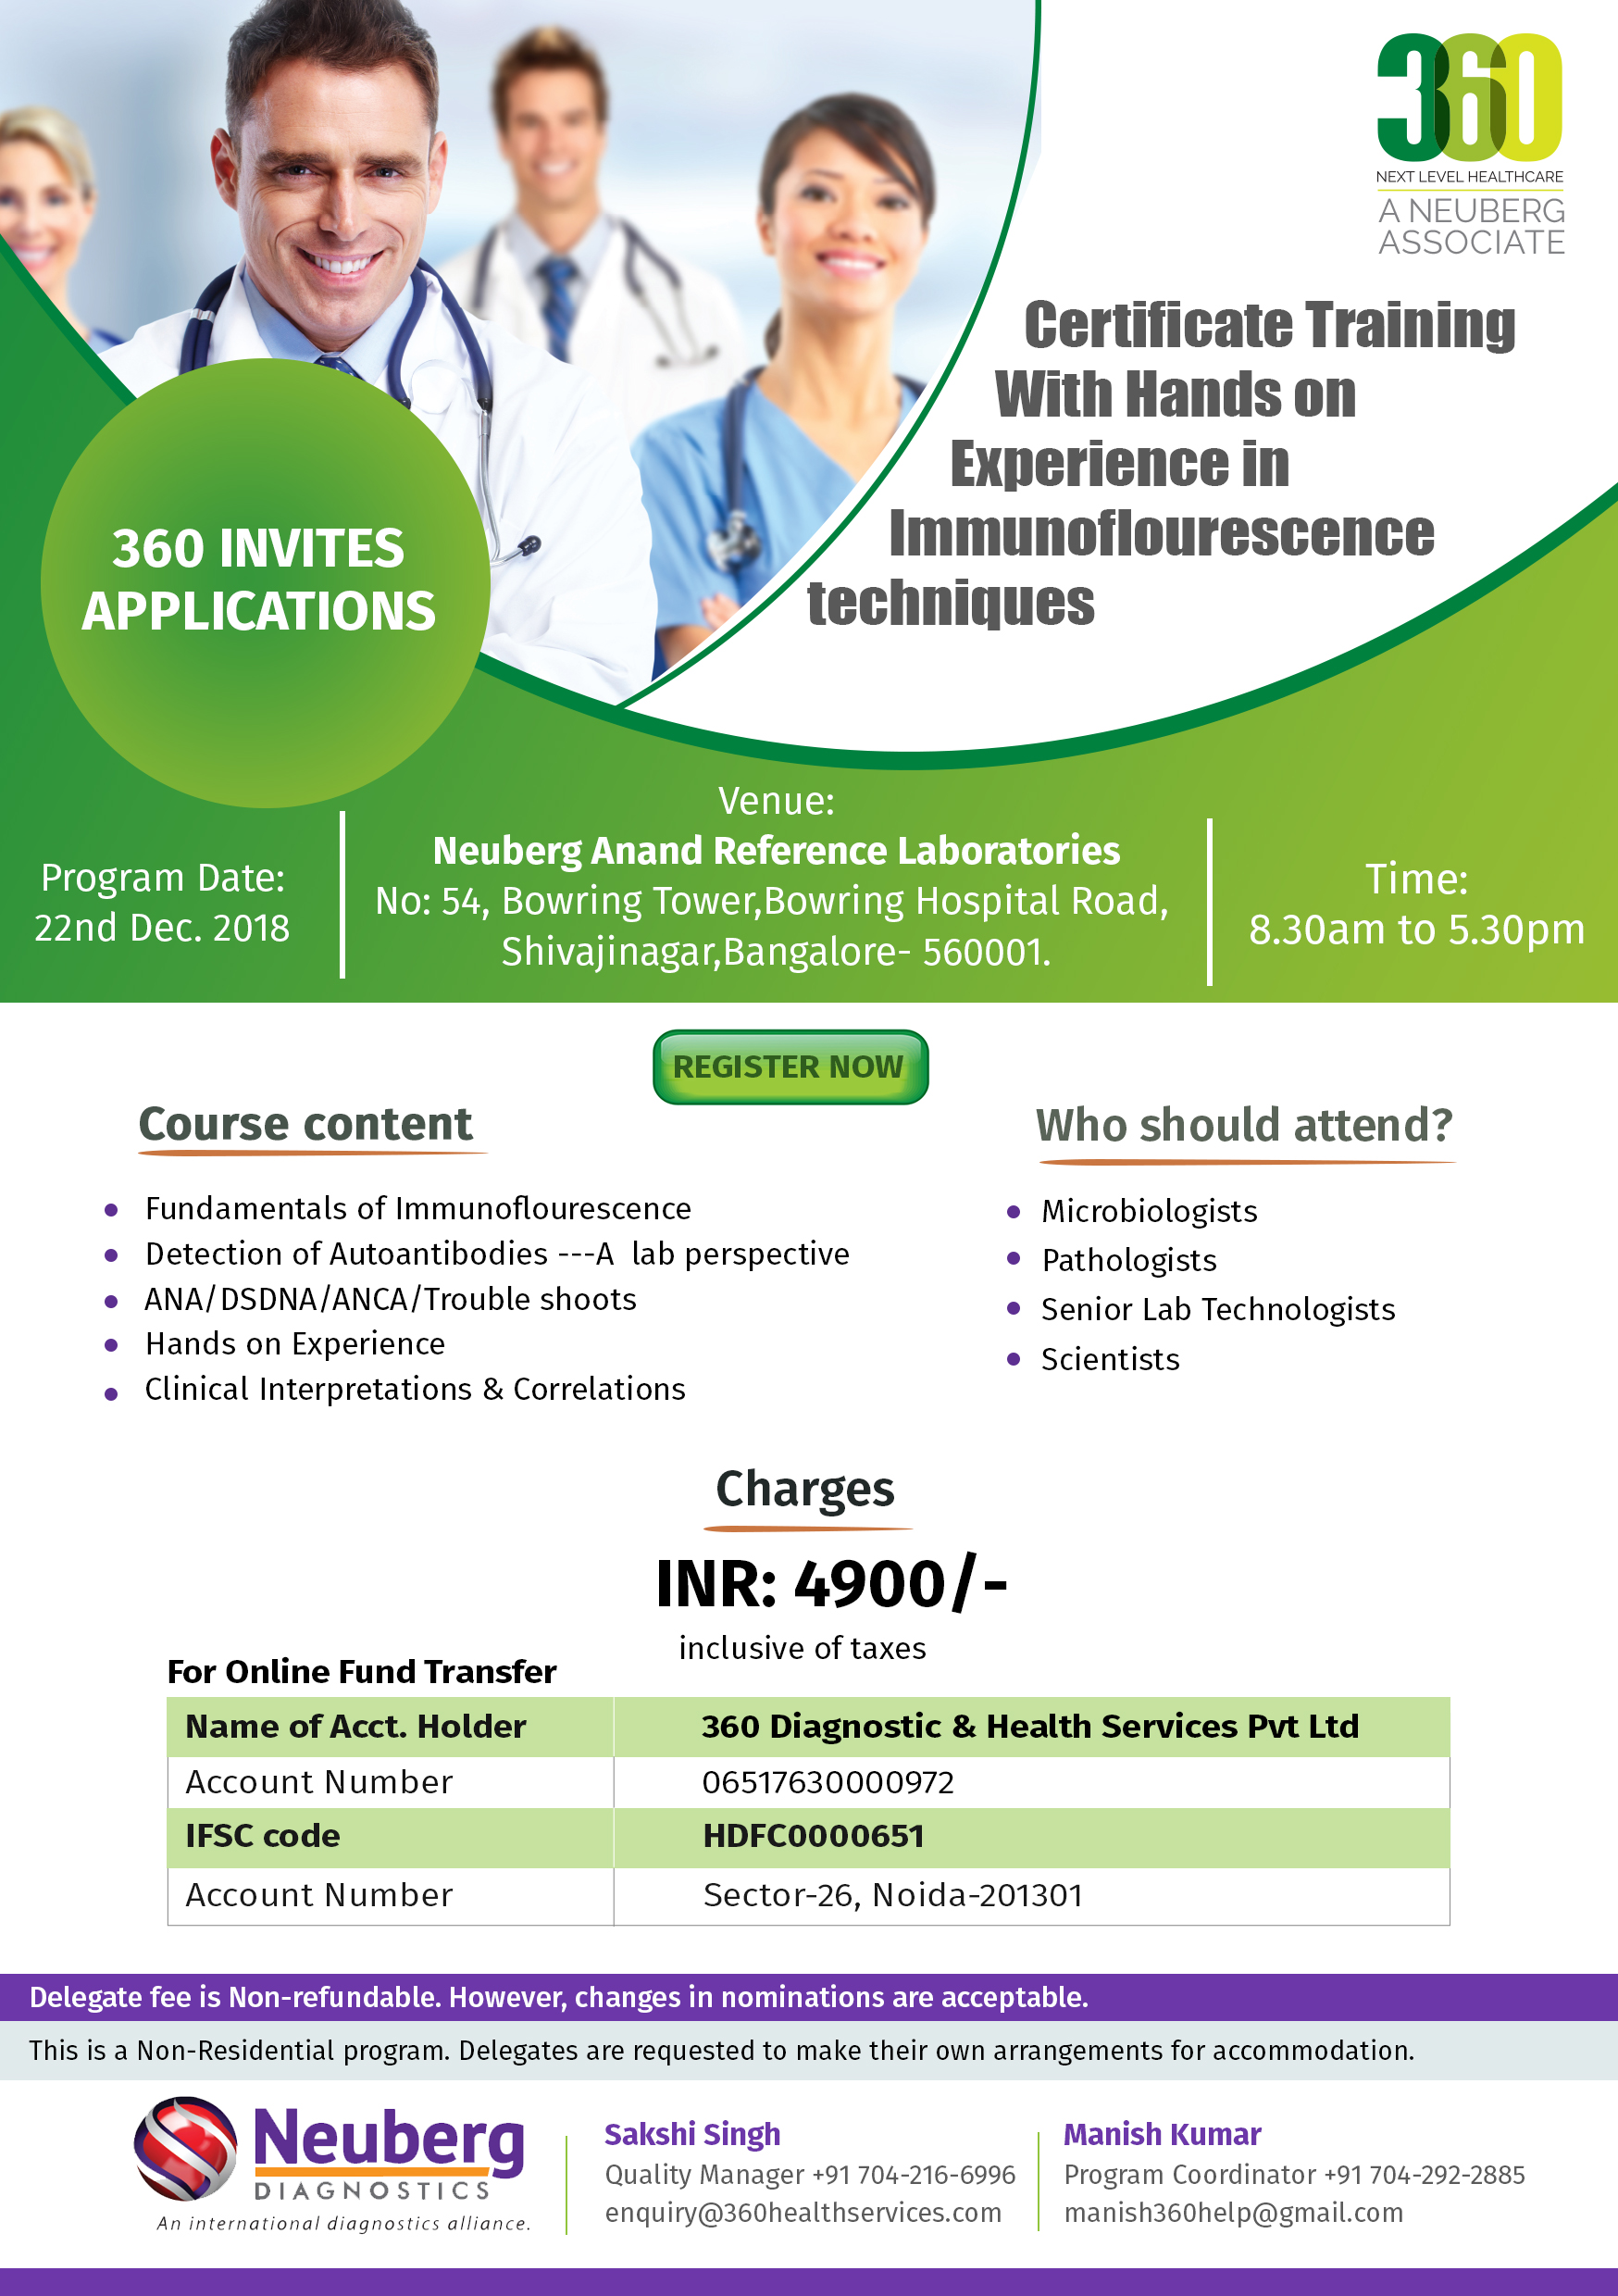 360
NEXT LEVEL HEALTHCARE
A NEUBERG
ASSOCIATE
Certificate Training
With Hands on
Experience in
Immunoflourescence
techniques
360 INVITES
APPLICATIONS
Program Date:
22nd Dec. 2018
Venue:
Neuberg Anand Reference Laboratories
No: 54, Bowring Tower,Bowring Hospital Road,
Shivajinagar,Bangalore- 560001.
Time:
8.30am to 5.30pm
REGISTER NOW
Course content
• Fundamentals of Immunoflourescence
• Detection of Autoantibodies ---A lab perspective
• ANA/DSDNA/ANCA/Trouble shoots
• Hands on Experience
• Clinical Interpretations & Correlations
Who should attend?
• Microbiologists
• Pathologists
• Senior Lab Technologists
• Scientists
Charges
INR: 4900/-
inclusive of taxes
For Online Fund Transfer
Name of Acct. Holder 360 Diagnostic & Health Services Pvt Ltd
Account Number 06517630000972
IFSC code HDFC0000651
Account Number Sector-26, Noida-201301
Delegate fee is Non-refundable. However, changes in nominations are acceptable.
This is a Non-Residential program. Delegates are requested to make their own arrangements for accommodation.
Neuberg
DIAGNOSTICS
An international diagnostics alliance.
Sakshi Singh
Quality Manager +91 704-216-6996
enquiry@360healthservices.com
Manish Kumar
Program Coordinator +91 704-292-2885
manish360help@gmail.com